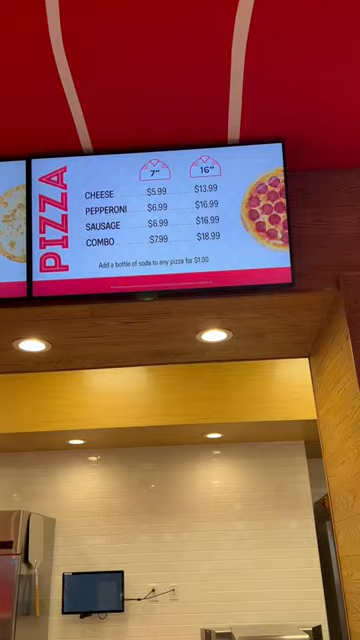 PIZZA
7" 16"
CHEESE $5.99 $13.99
PEPPERONI $6.99 $16.99
SAUSAGE $6.99 $16.99
COMBO $7.99 $18.99
Add a bottle of soda to any pizza for $1.00